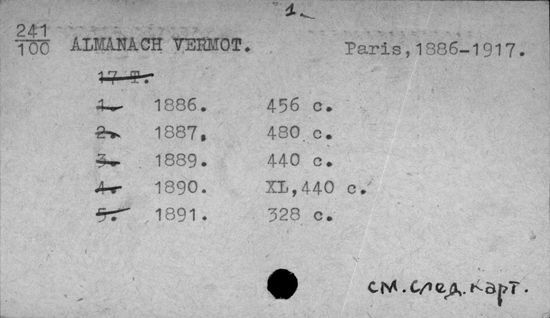 1.
241
100 ALMANACH VERMOT. Paris, 1886-1917.
17 T.
1. 1886. 456 с.
2. 1887. 480 с.
3. 1889. 440 с.
4. 1890. XL, 440 с.
5. 1891. 328 с.
см. след. карт.